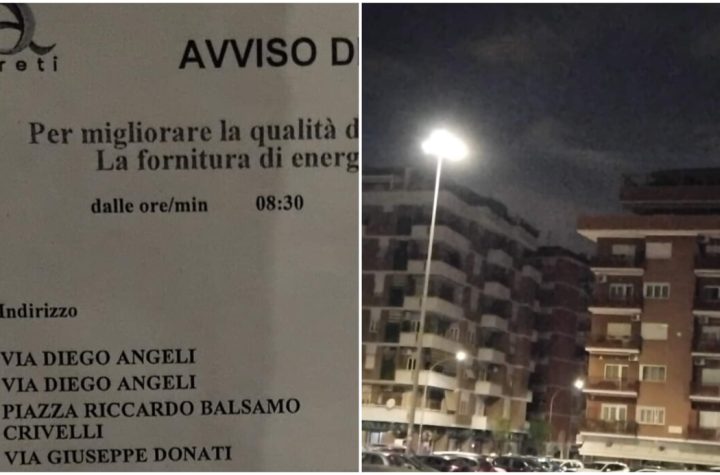 reti
AVVISO D
Per migliorare la qualità d
La fornitura di energ
dalle ore/min 08:30
Indirizzo
VIA DIEGO ANGELI
VIA DIEGO ANGELI
PIAZZA RICCARDO BALSAMO
CRIVELLI
VIA GIUSEPPE DONATI